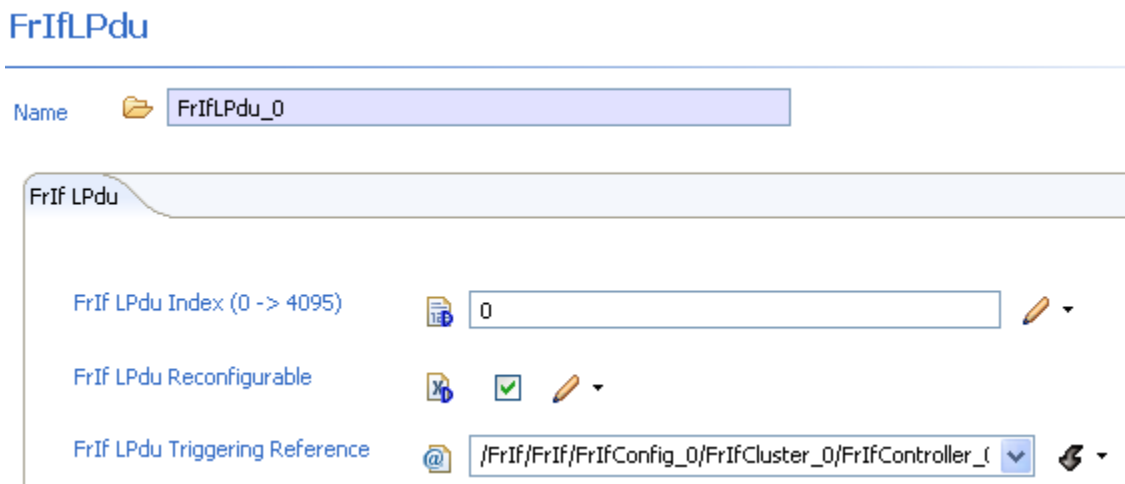 FrIfLPdu
Name FrIfLPdu_0
FrIf LPdu
FrIf LPdu Index (0 -> 4095) 0
FrIf LPdu Reconfigurable
FrIf LPdu Triggering Reference /FrIf/FrIf/FrIfConfig_0/FrIfCluster_0/FrIfController_(